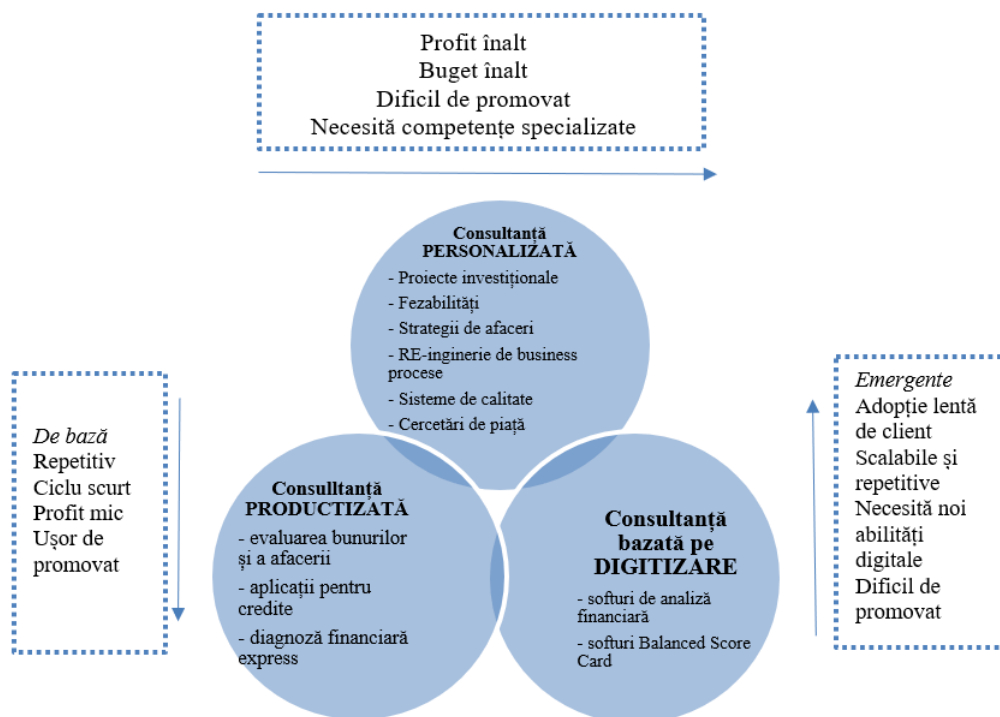 Profit înalt
Buget înalt
Dificil de promovat
Necesită competențe specializate
Consultanță
PERSONALIZATĂ
- Proiecte investiționale
- Fezabilități
- Strategii de afaceri
- RE-inginerie de business
procese
- Sisteme de calitate
- Cercetări de piață
De bază
Repetitiv
Ciclu scurt
Profit mic
Ușor de
promovat
Consulltanță
PRODUCTIZATĂ
- evaluarea bunurilor
și a afacerii
- aplicații pentru
credite
- diagnoză financiară
express
Consultanță
bazată pe
DIGITIZARE
- softuri de analiză
financiară
- softuri Balanced Score
Card
Emergente
Adopție lentă
de client
Scalabile și
repetitive
Necesită noi
abilități
digitale
Dificil de
promovat